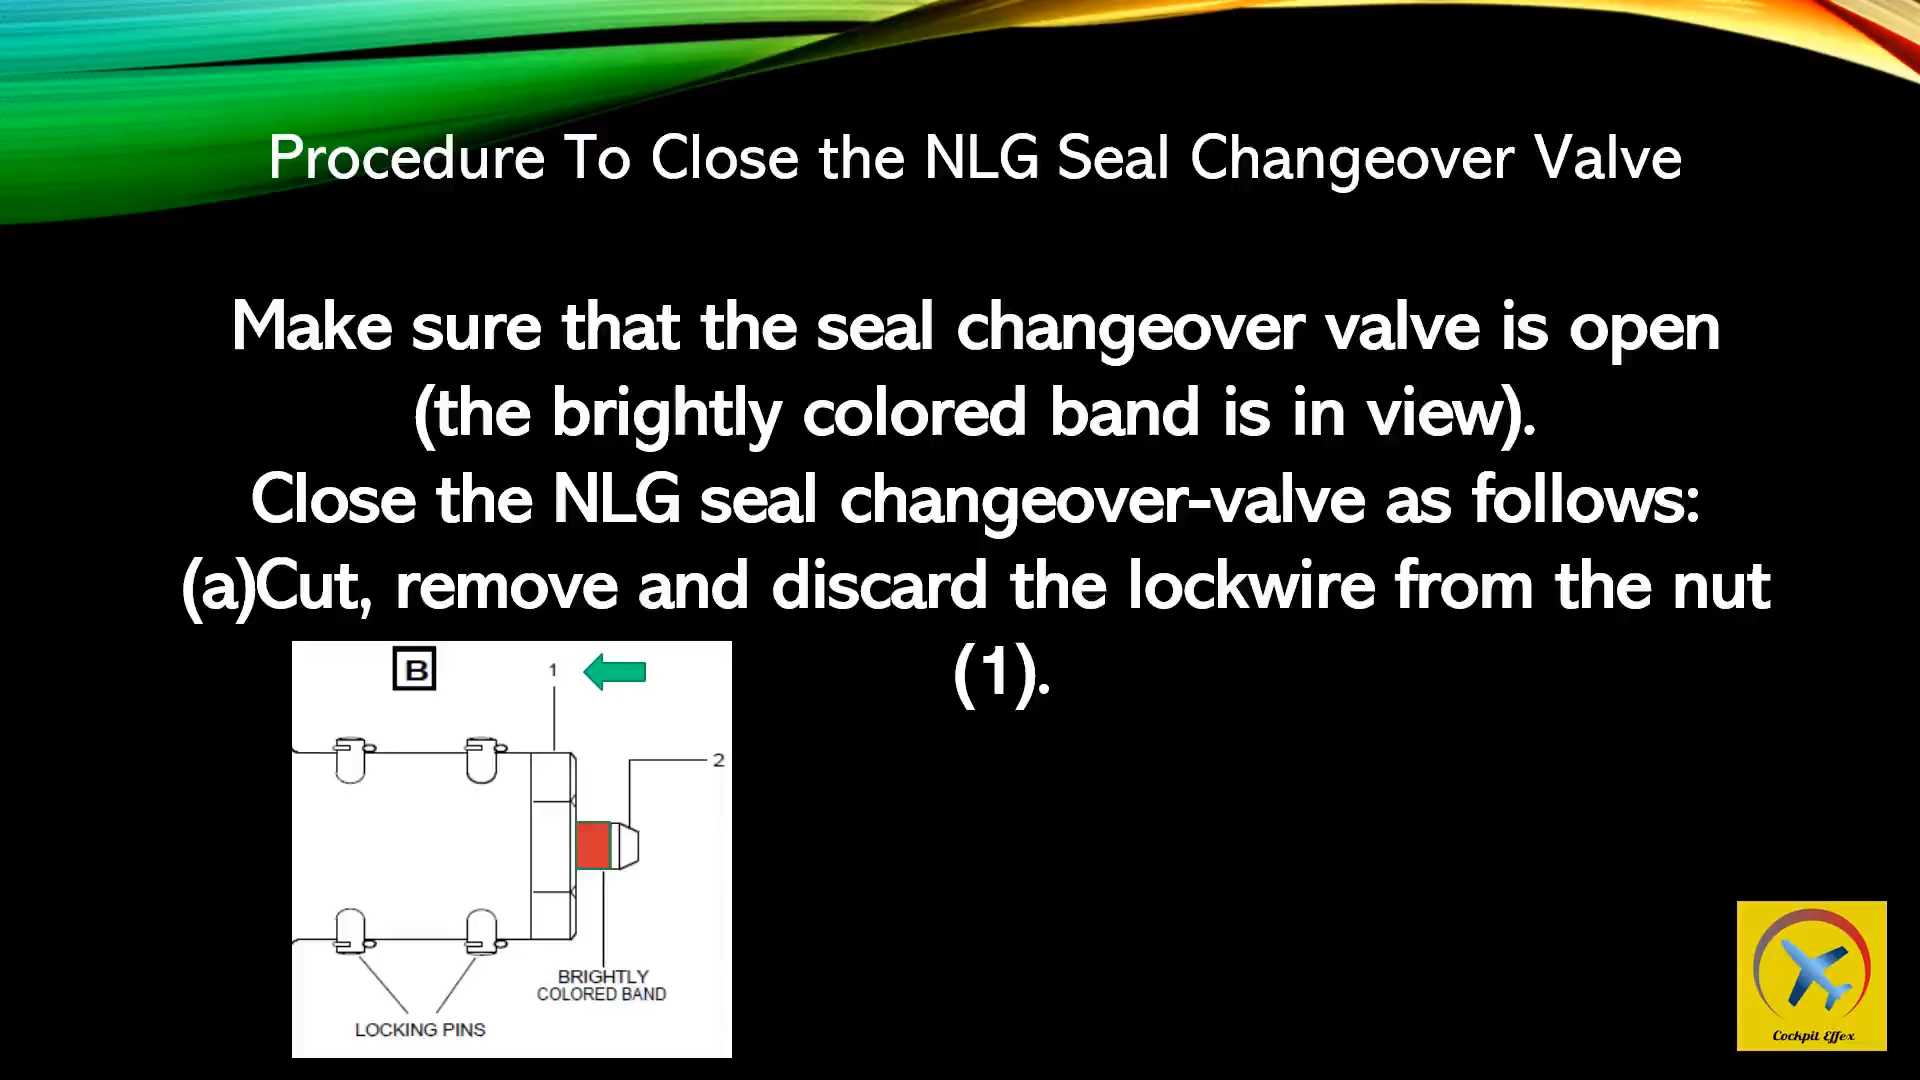 Procedure To Close the NLG Seal Changeover Valve
Make sure that the seal changeover valve is open
(the brightly colored band is in view).
Close the NLG seal changeover-valve as follows:
(a)Cut, remove and discard the lockwire from the nut
(1).
B
1
2
BRIGHTLY
COLORED BAND
LOCKING PINS
Cockpit Effex